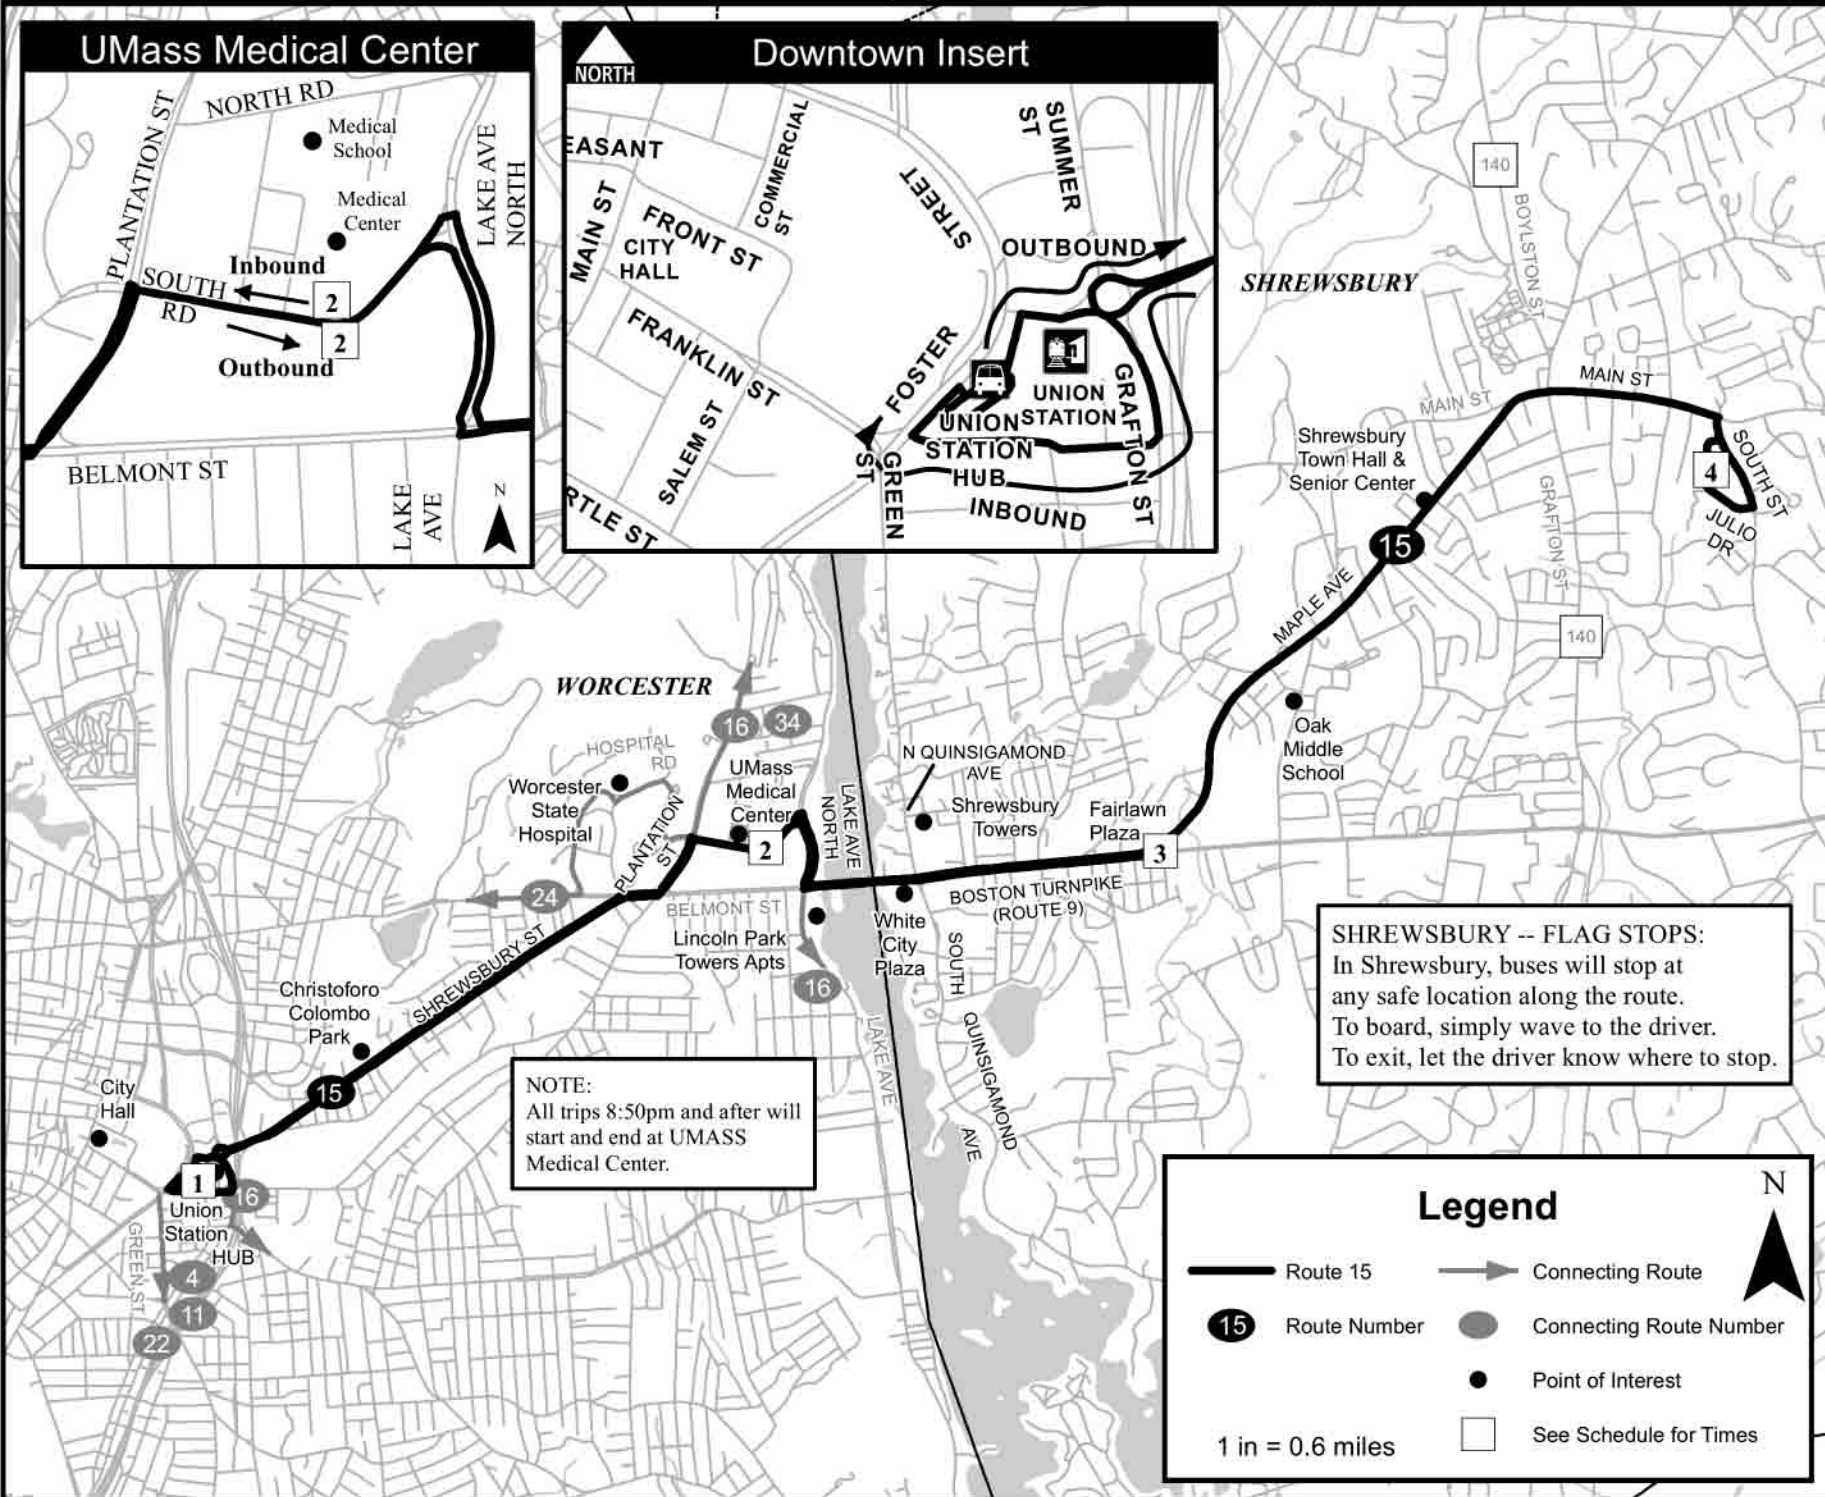 UMass Medical Center
PLANTATION ST
NORTH RD
Medical
School
Medical
Center
LAKE AVE
NORTH
Inbound
SOUTH
RD
2
2
Outbound
BELMONT ST
LAKE
AVE
N
NORTH
Downtown Insert
EASANT
MAIN ST
COMMERCIAL
ST
SUMMER
ST
STREET
FRONT ST
CITY
HALL
OUTBOUND
FRANKLIN ST
FOSTER
ST
UNION
STATION
UNION
STATION
HUB
GRAFTON ST
SALEM ST
GREEN
INBOUND
RTLE ST
SHREWSBURY
140
BOYLSTON ST
MAIN ST
MAIN ST
Shrewsbury
Town Hall &
Senior Center
4
SOUTH ST
JULIO
DR
15
GRAFTON ST
MAPLE AVE
140
WORCESTER
16
34
HOSPITAL
RD
Worcester
State
Hospital
UMass
Medical
Center
PLANTATION
ST
2
LAKE AVE
NORTH
N QUINSIGAMOND
AVE
Shrewsbury
Towers
Fairlawn
Plaza
3
Oak
Middle
School
24
BELMONT ST
Lincoln Park
Towers Apts
16
White
City
Plaza
BOSTON TURNPIKE
(ROUTE 9)
SOUTH
QUINSIGAMOND
AVE
LAKE AVE
SHREWSBURY ST
Christoforo
Colombo
Park
15
City
Hall
1
16
Union
Station
HUB
GREEN ST
4
11
22
NOTE:
All trips 8:50pm and after will
start and end at UMASS
Medical Center.
SHREWSBURY -- FLAG STOPS:
In Shrewsbury, buses will stop at
any safe location along the route.
To board, simply wave to the driver.
To exit, let the driver know where to stop.
Legend
N
Route 15
Connecting Route
15
Route Number
Connecting Route Number
Point of Interest
1 in = 0.6 miles
See Schedule for Times